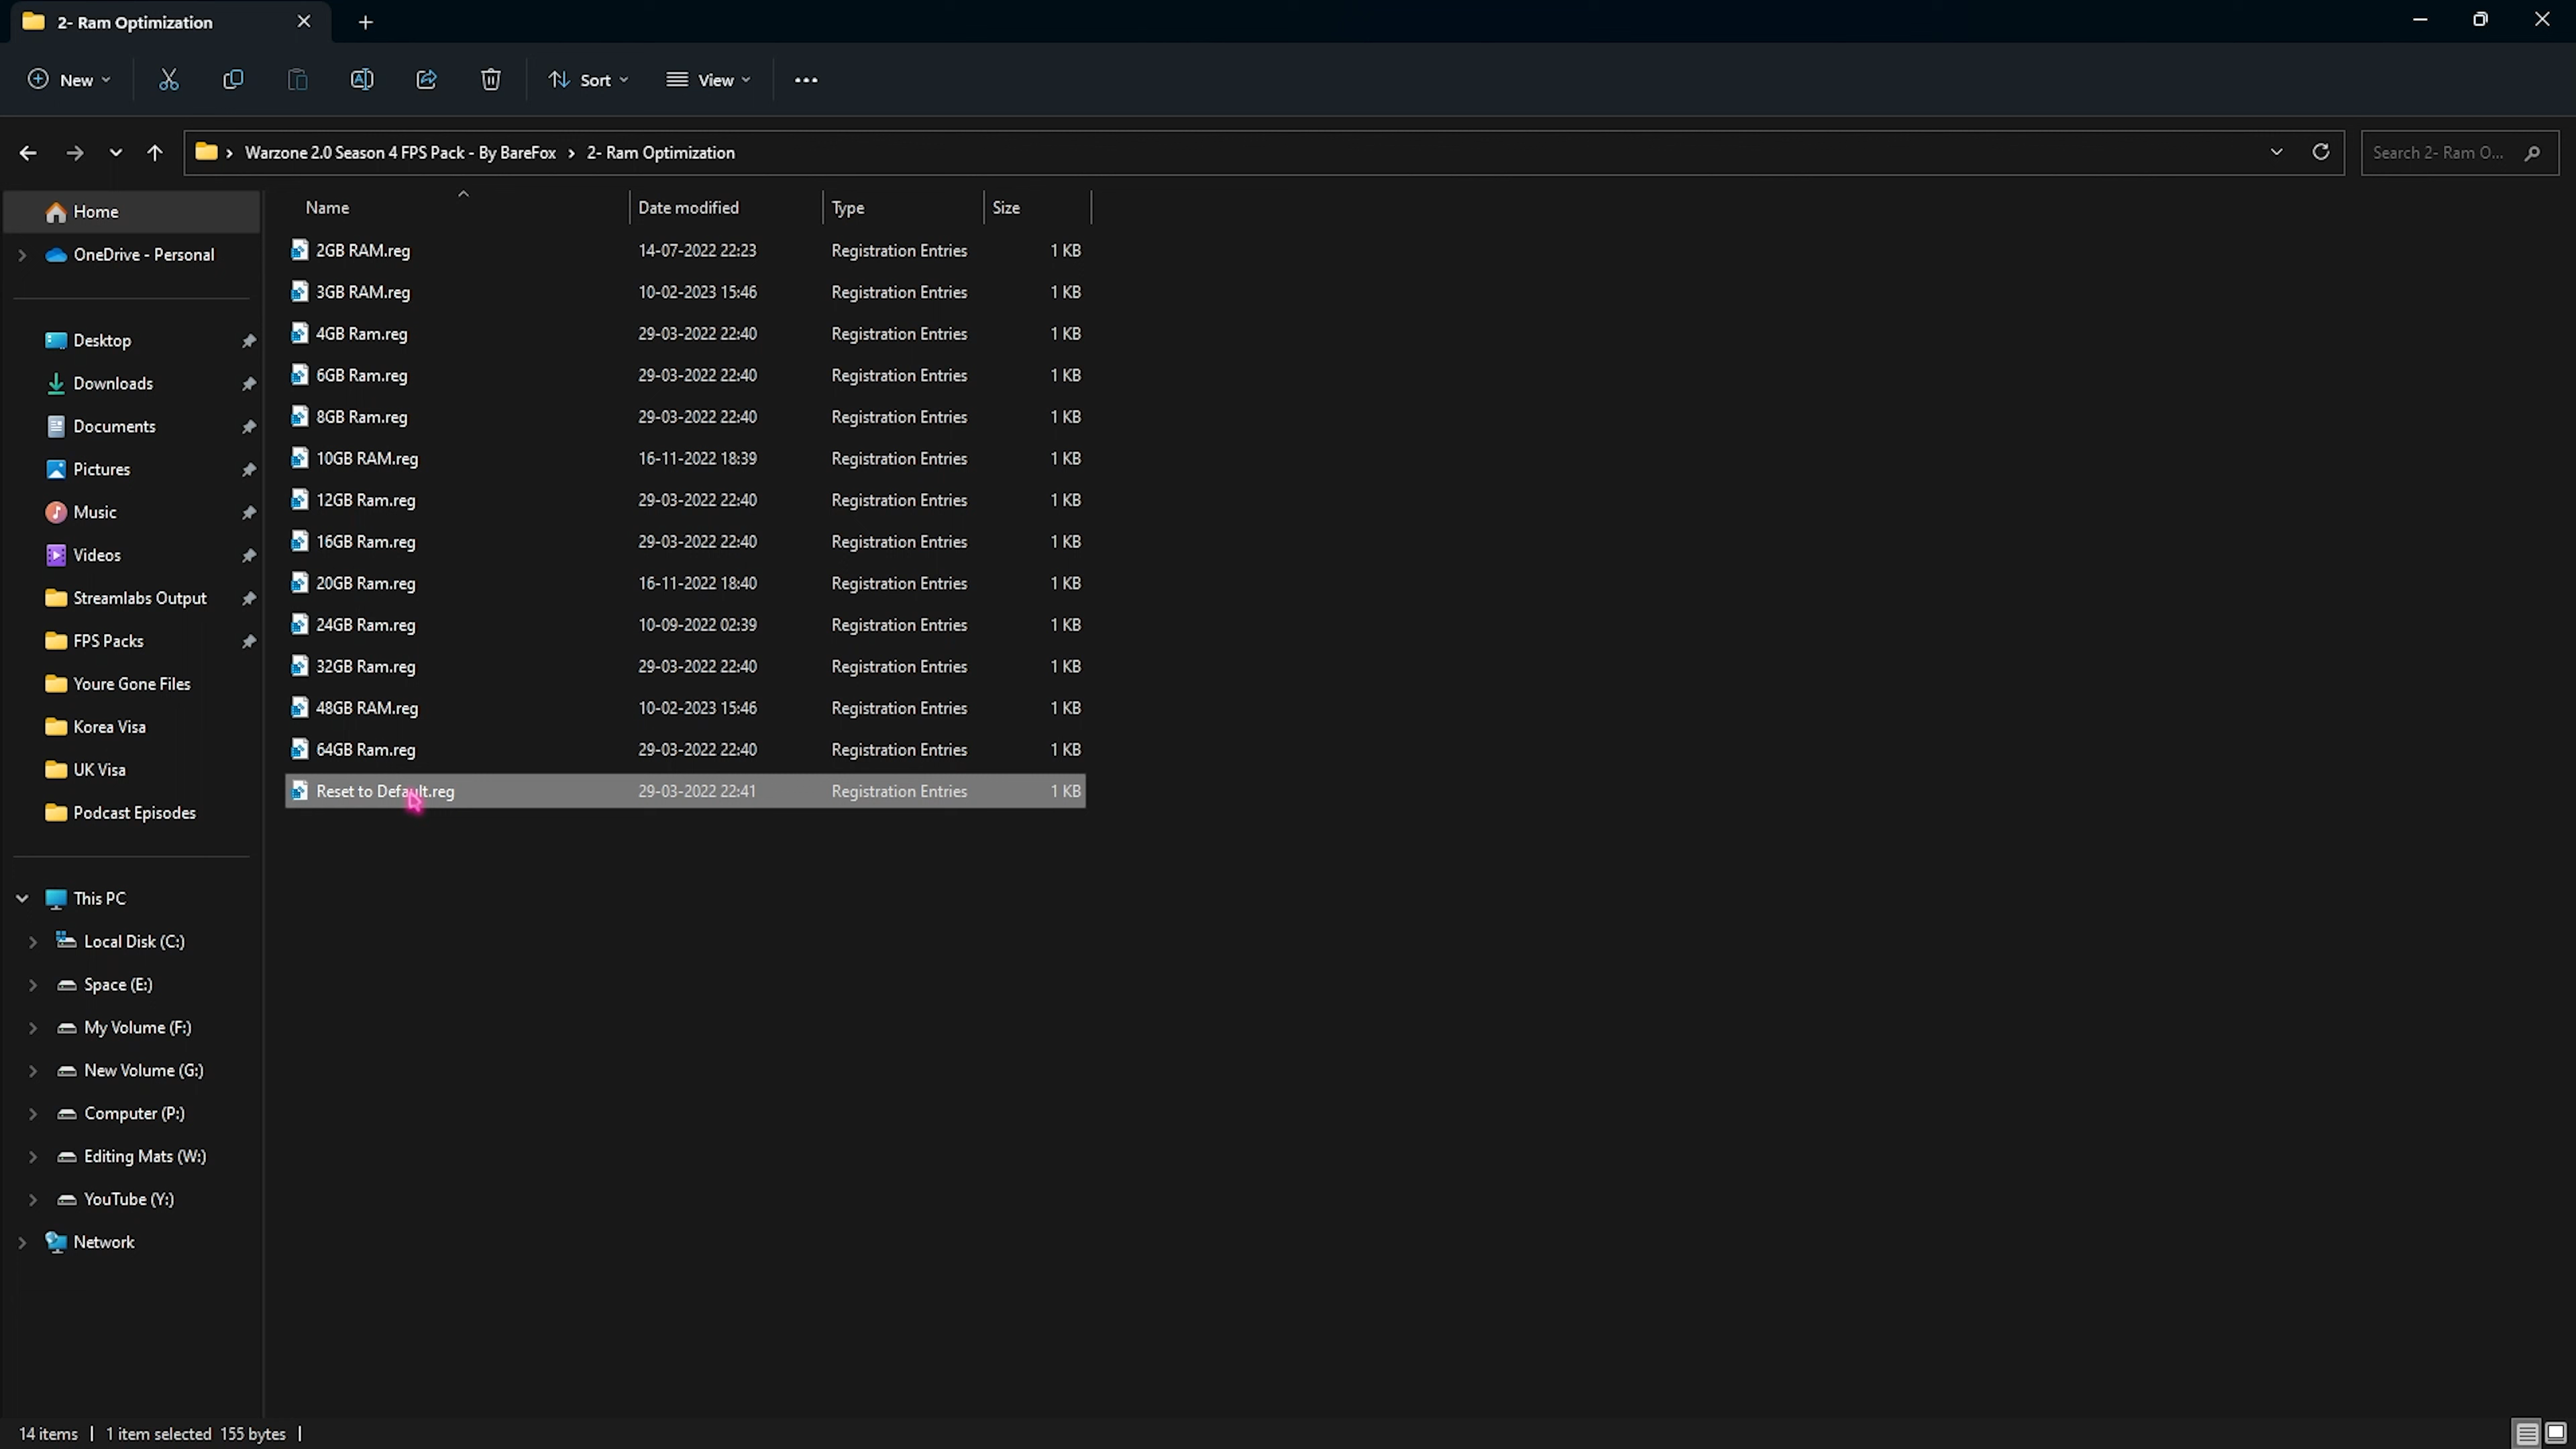 2- Ram Optimization
New
Sort
View
Warzone 2.0 Season 4 FPS Pack - By BareFox > 2- Ram Optimization
Search 2- Ram O...
Name Date modified Type Size
Home
OneDrive - Personal
Desktop
Downloads
Documents
Pictures
Music
Videos
Streamlabs Output
FPS Packs
Youre Gone Files
Korea Visa
UK Visa
Podcast Episodes
This PC
Local Disk (C:)
Space (E:)
My Volume (F:)
New Volume (G:)
Computer (P:)
Editing Mats (W:)
YouTube (Y:)
Network
2GB RAM.reg 14-07-2022 22:23 Registration Entries 1 KB
3GB RAM.reg 10-02-2023 15:46 Registration Entries 1 KB
4GB Ram.reg 29-03-2022 22:40 Registration Entries 1 KB
6GB Ram.reg 29-03-2022 22:40 Registration Entries 1 KB
8GB Ram.reg 29-03-2022 22:40 Registration Entries 1 KB
10GB RAM.reg 16-11-2022 18:39 Registration Entries 1 KB
12GB Ram.reg 29-03-2022 22:40 Registration Entries 1 KB
16GB Ram.reg 29-03-2022 22:40 Registration Entries 1 KB
20GB Ram.reg 16-11-2022 18:40 Registration Entries 1 KB
24GB Ram.reg 10-09-2022 02:39 Registration Entries 1 KB
32GB Ram.reg 29-03-2022 22:40 Registration Entries 1 KB
48GB RAM.reg 10-02-2023 15:46 Registration Entries 1 KB
64GB Ram.reg 29-03-2022 22:40 Registration Entries 1 KB
Reset to Default.reg 29-03-2022 22:41 Registration Entries 1 KB
14 items | 1 item selected 155 bytes |